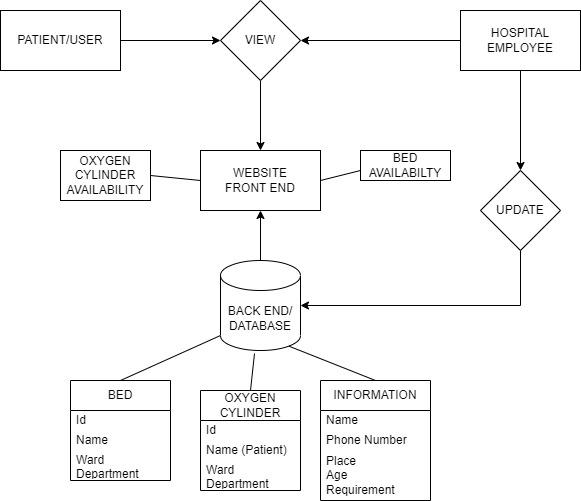 PATIENT/USER
VIEW
HOSPITAL
EMPLOYEE
OXYGEN
CYLINDER
AVAILABILITY
WEBSITE
FRONT END
BED
AVAILABILTY
UPDATE
BACK END/
DATABASE
BED
Id
Name
Ward
Department
OXYGEN
CYLINDER
Id
Name (Patient)
Ward
Department
INFORMATION
Name
Phone Number
Place
Age
Requirement